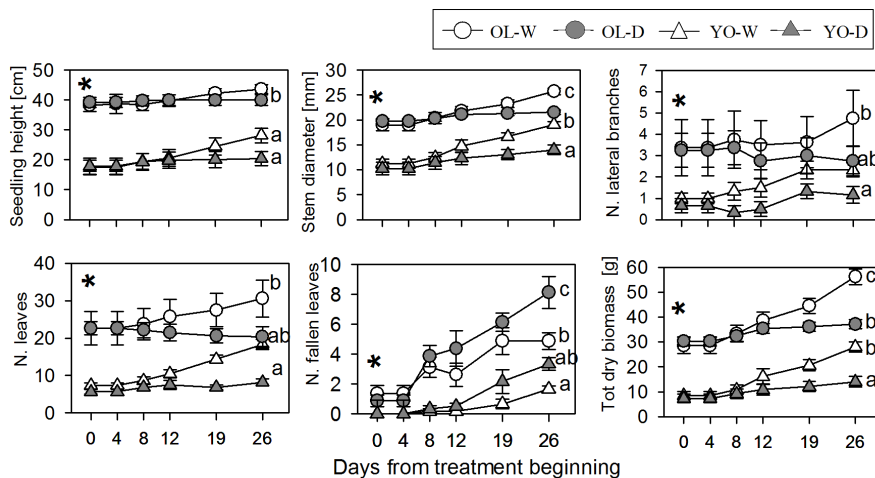 OL-W OL-D YO-W YO-D
Seedling height [cm]
50
40
30
20
10
0
*
b
a
a
Stem diameter [mm]
30
25
20
15
10
5
0
*
c
b
b
a
N. lateral branches
7
6
5
4
3
2
1
0
*
b
ab
a
N. leaves
40
30
20
10
0
*
b
ab
a
0 4 8 12 19 26
N. fallen leaves
10
8
6
4
2
0
*
c
b
ab
a
0 4 8 12 19 26
Tot dry biomass [g]
60
50
40
30
20
10
0
*
c
b
b
a
0 4 8 12 19 26
Days from treatment beginning